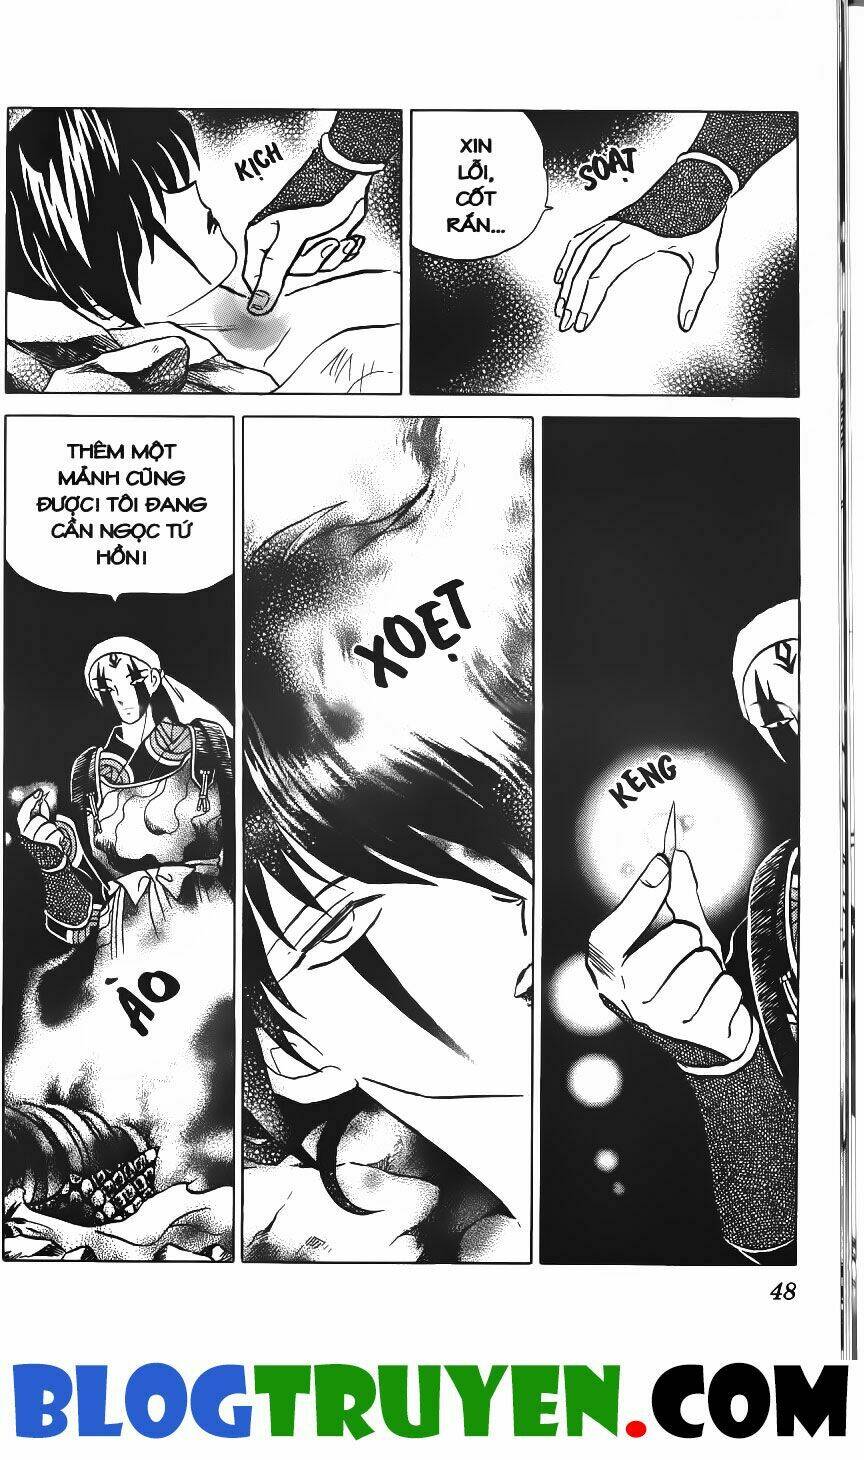 XIN
LỖI,
CỐT
RẮN...
SOẠT
KỊCH
KENG
XOẸT
THÊM MỘT
MẢNH CŨNG
ĐƯỢC! TÔI ĐANG
CẦN NGỌC TỨ
HỒN!
ÀO
48
BLOGTRUYEN.COM